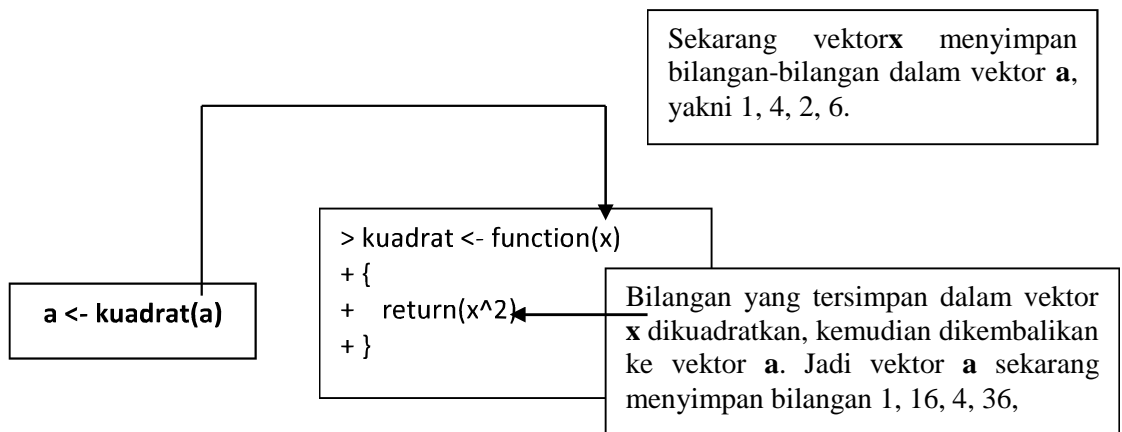 Sekarang vektorx menyimpan
bilangan-bilangan dalam vektor a,
yakni 1, 4, 2, 6.
> kuadrat <- function(x)
+ {
+ return(x^2)
+ }
a <- kuadrat(a)
Bilangan yang tersimpan dalam vektor
x dikuadratkan, kemudian dikembalikan
ke vektor a. Jadi vektor a sekarang
menyimpan bilangan 1, 16, 4, 36,